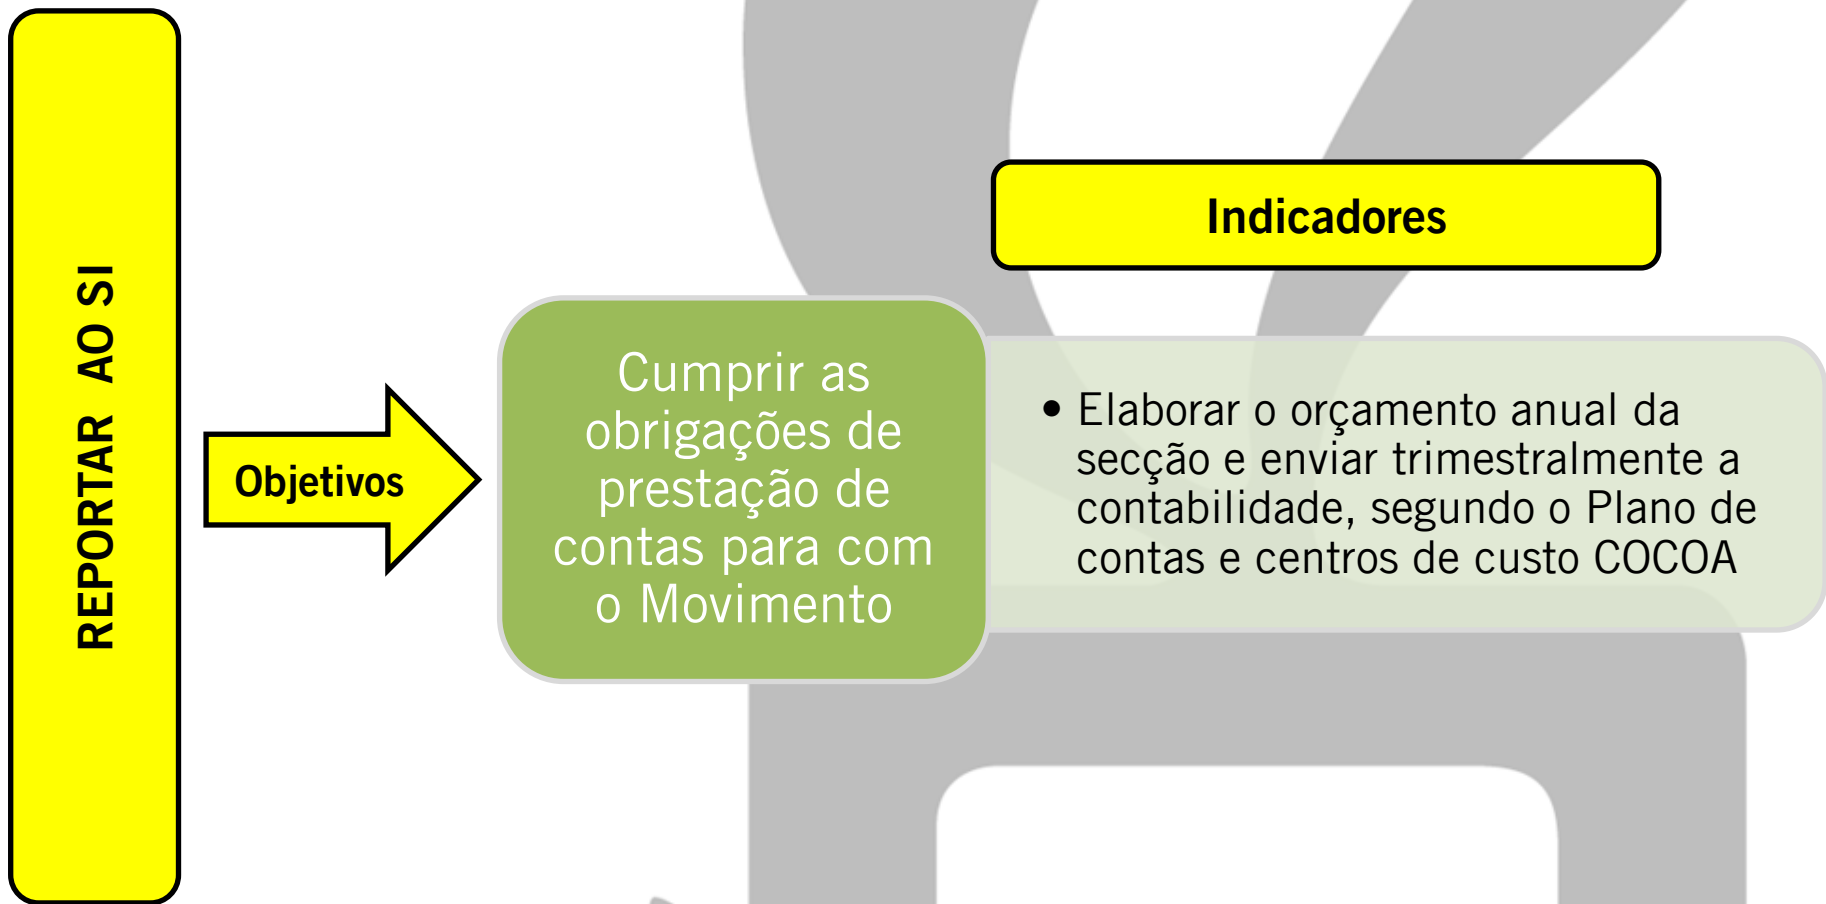 REPORTAR AO SI
Objetivos
Cumprir as
obrigações de
prestação de
contas para com
o Movimento
Indicadores
• Elaborar o orçamento anual da
secção e enviar trimestralmente a
contabilidade, segundo o Plano de
contas e centros de custo COCOA